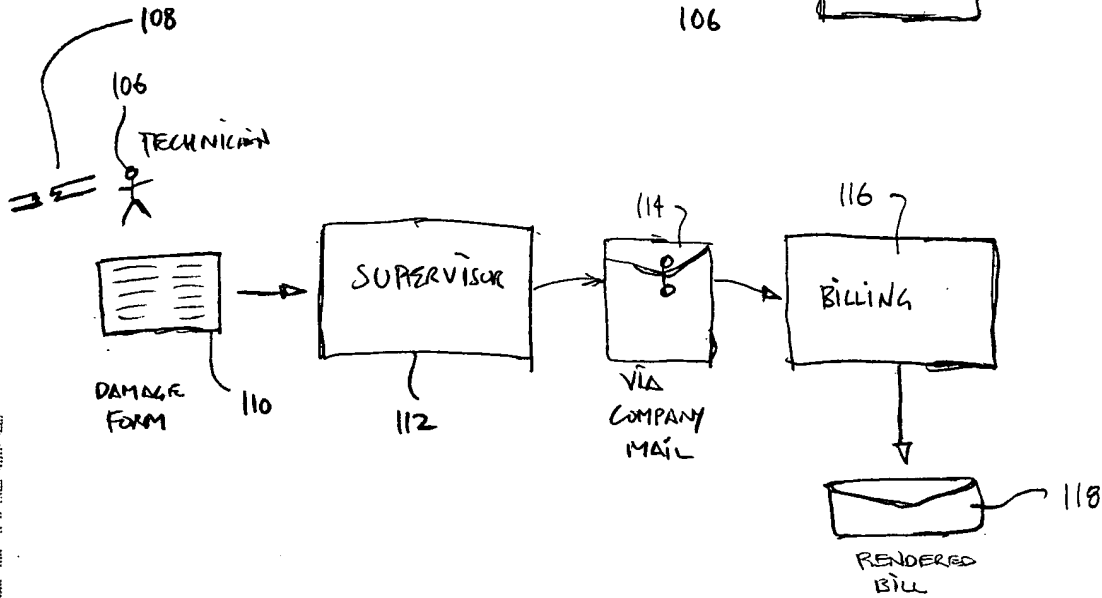 108
106
106
TECHNICIAN
114
116
SUPERVISOR
BILLING
DAMAGE
FORM
110
112
VIA
COMPANY
MAIL
118
RENDERED
BILL